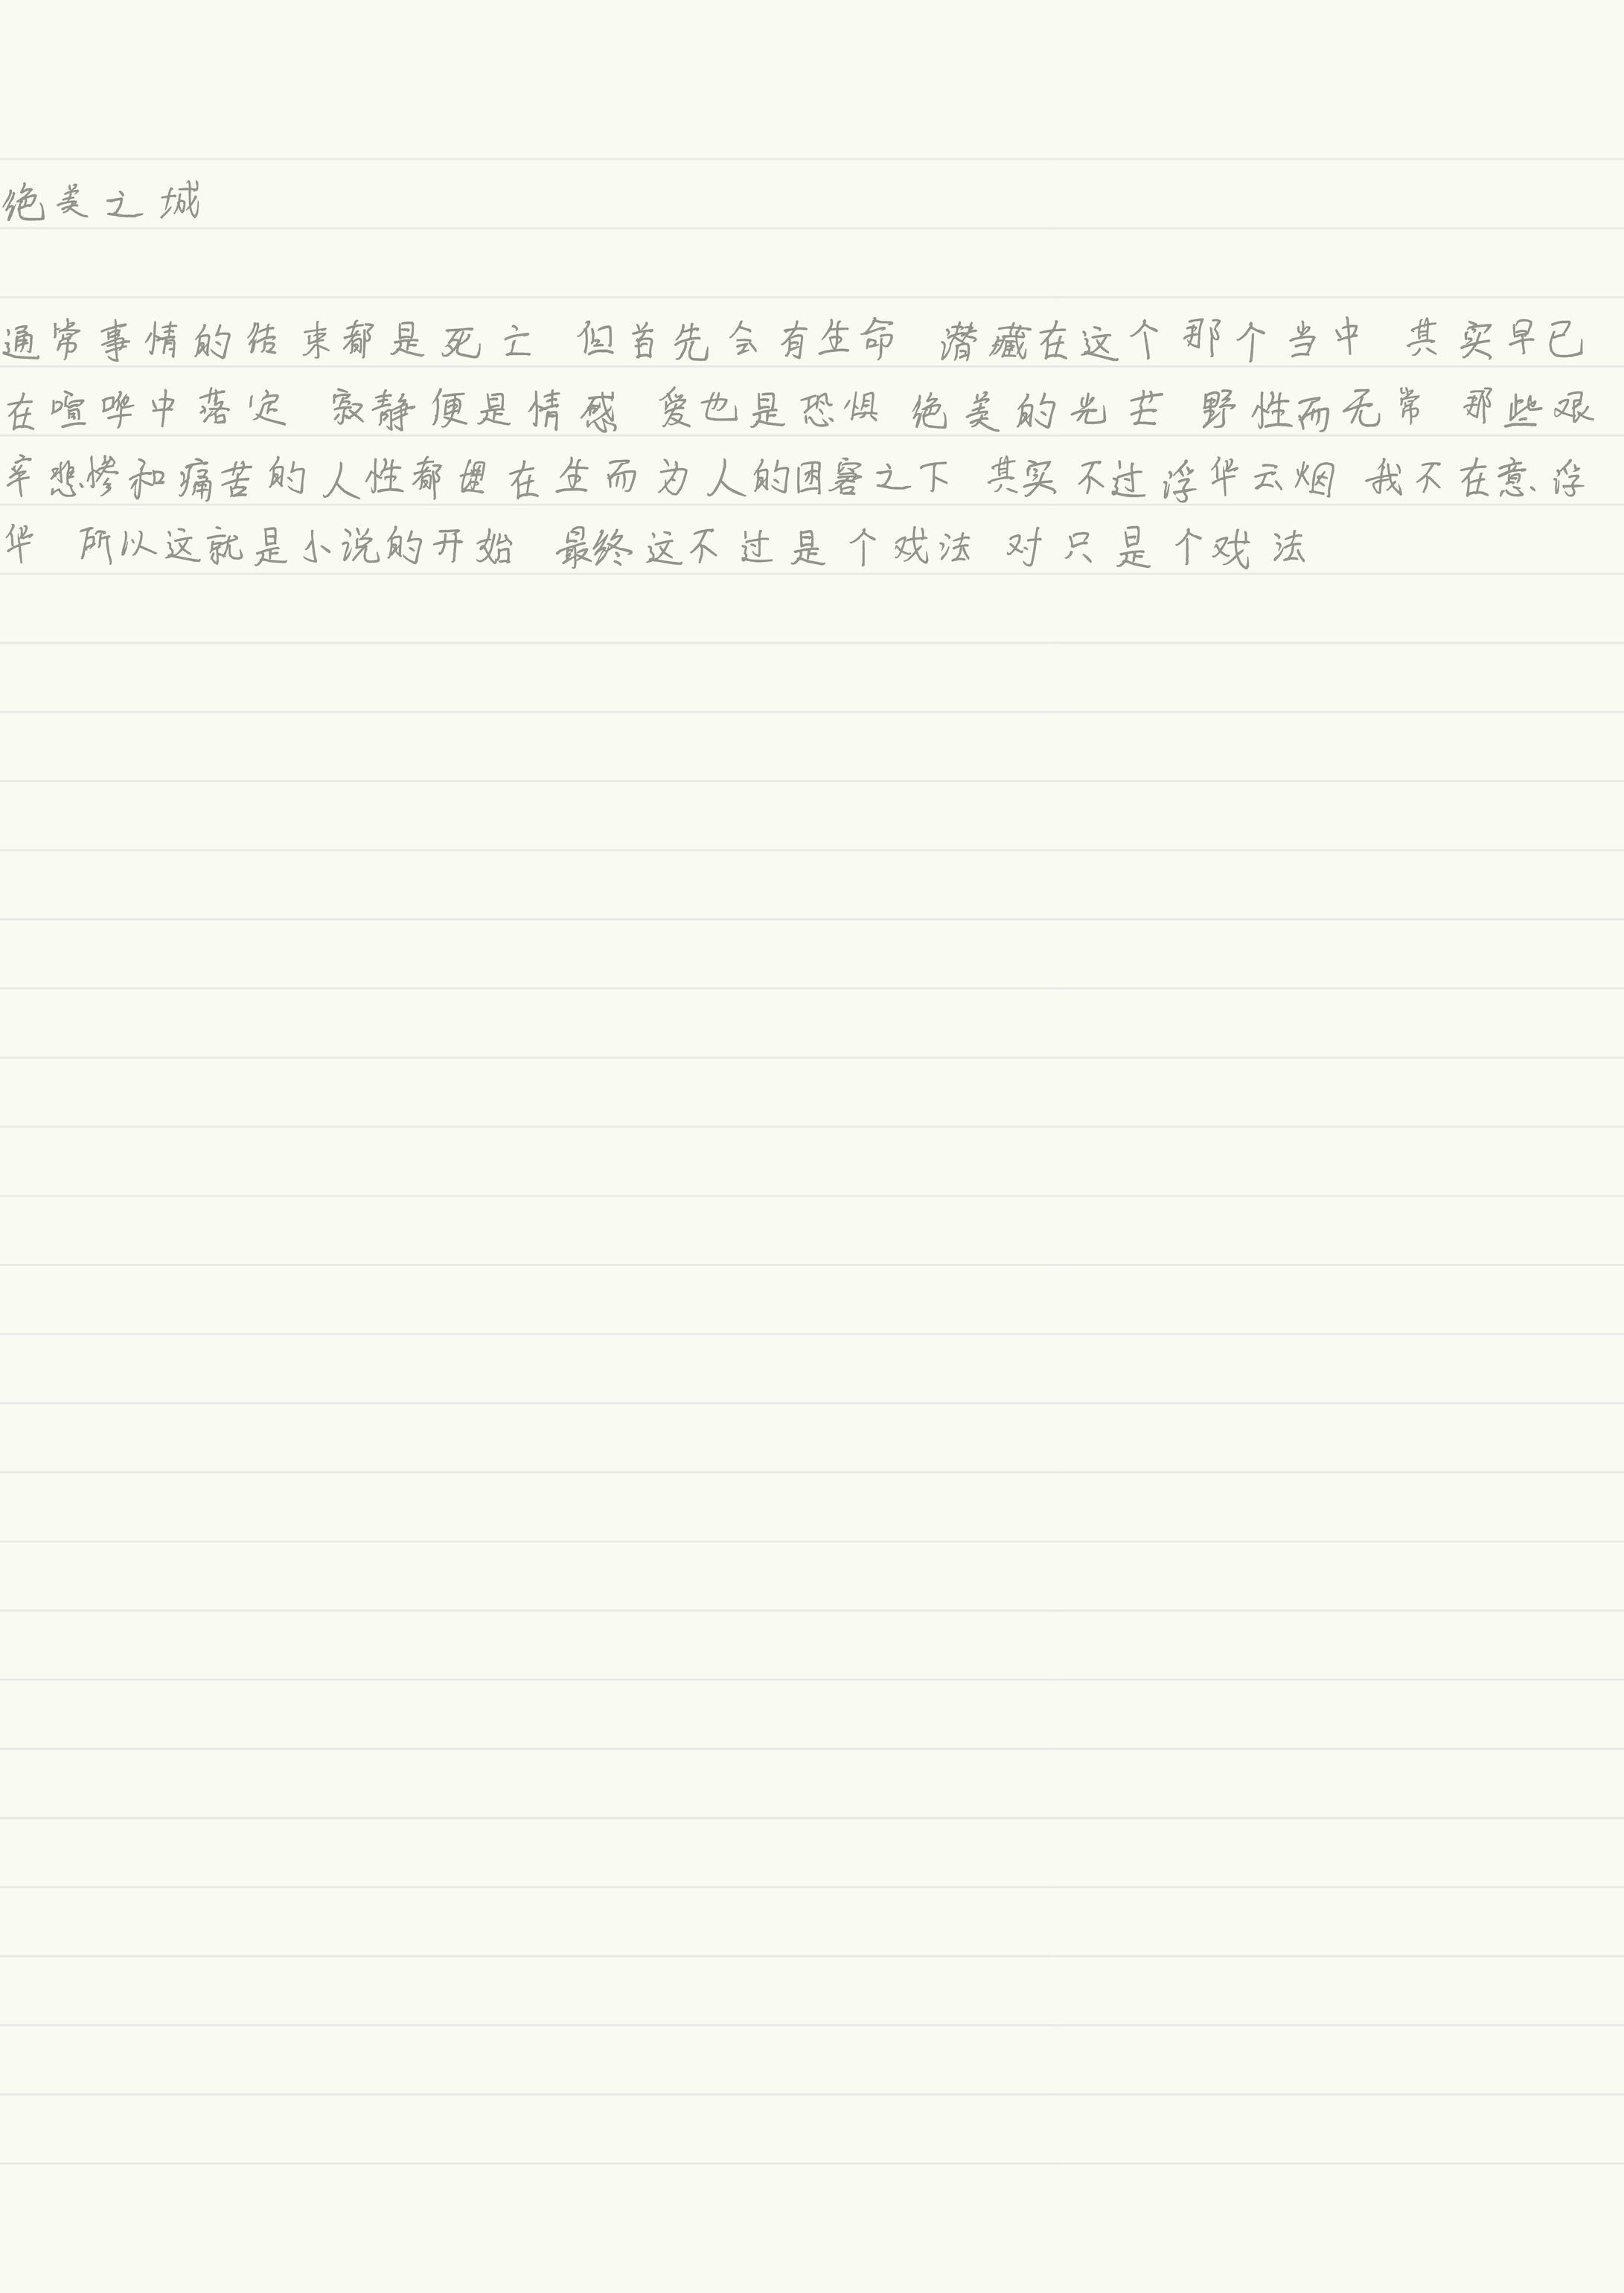 绝美之城
通常事情的结束都是死亡 但首先会有生命 潜藏在这个那个当中 其实早已
在喧哗中落定 寂静便是情感 爱也是恐惧 绝美的光芒 野性而无常 那些艰
辛悲惨和痛苦的人性都埋在生而为人的困窘之下 其实不过浮华云烟 我不在意浮
华 所以这就是小说的开始 最终这不过是个戏法 对只是个戏法